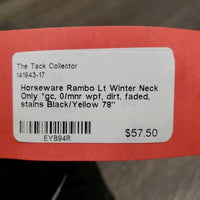 The Tack Collector
141943-17
Horseware Rambo Lt Winter Neck
Only *gc, 0/mnr wpf, dirt, faded,
stains Black/Yellow 78"
$57.50
EYB94R